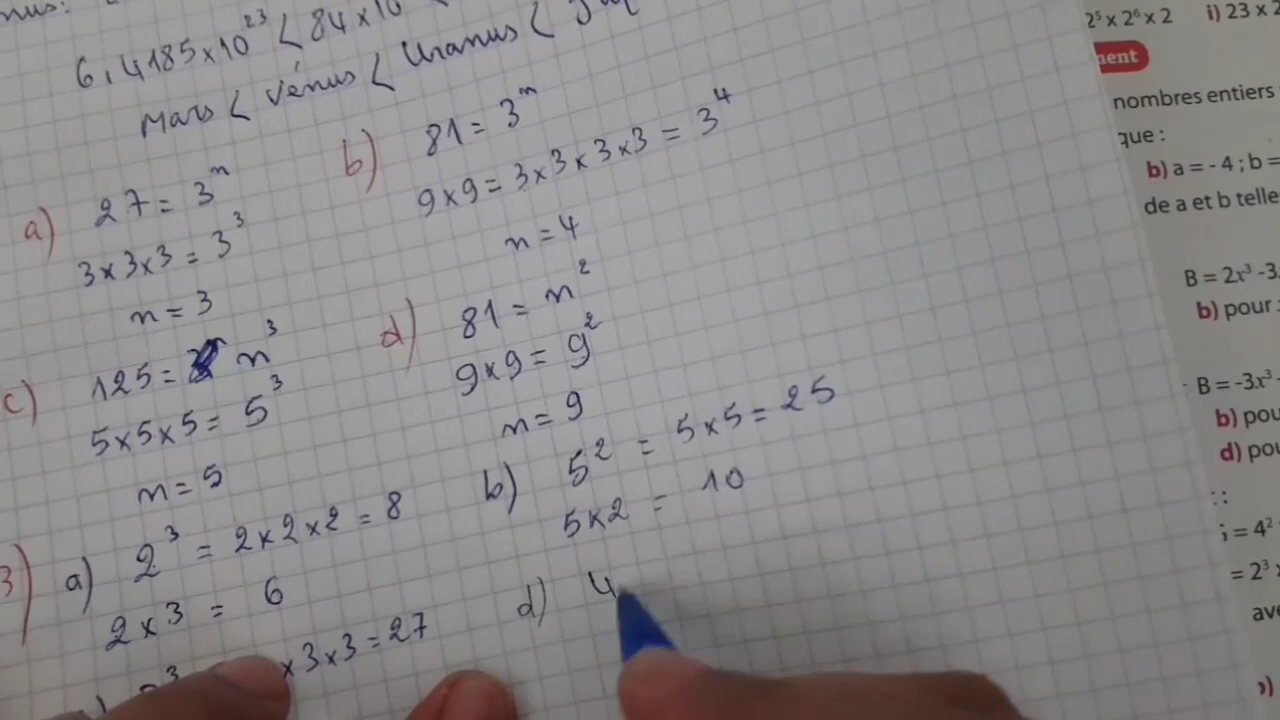 6,4185×10²³ < 84×10
Mars < Vénus < Uranus <
a) 27 = 3ⁿ
3×3×3 = 3³
n = 3
b) 81 = 3ⁿ
9×9 = 3×3×3×3 = 3⁴
n = 4
c) 125 = n³
5×5×5 = 5³
n = 5
d) 81 = n²
9×9 = 9²
n = 9
3) a) 2³ = 2×2×2 = 8
2×3 = 6
b) 5² = 5×5 = 25
5×2 = 10
×3×3 = 27
d) 4
2⁵ x 2⁶ x 2 i) 23 x 2
nombres entiers
que :
b) a = - 4 ; b =
de a et b telle
B = 2x³ -3
b) pour
B = -3x³
b) pou
d) pou
= 4²
= 2³